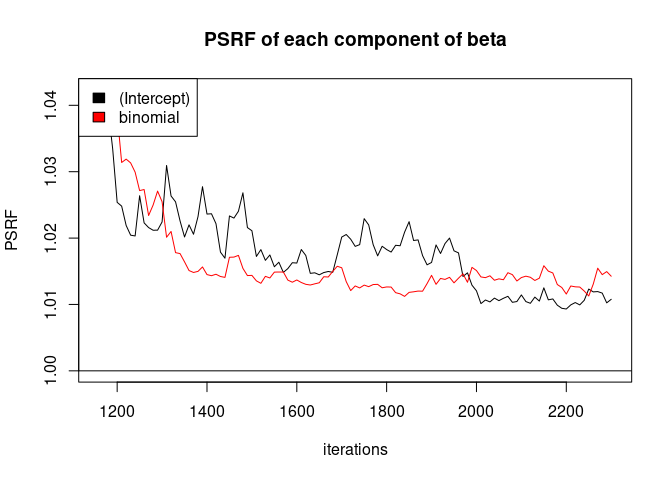 PSRF of each component of beta
(Intercept)
binomial
PSRF
1.04
1.03
1.02
1.01
1.00
1200 1400 1600 1800 2000 2200
iterations